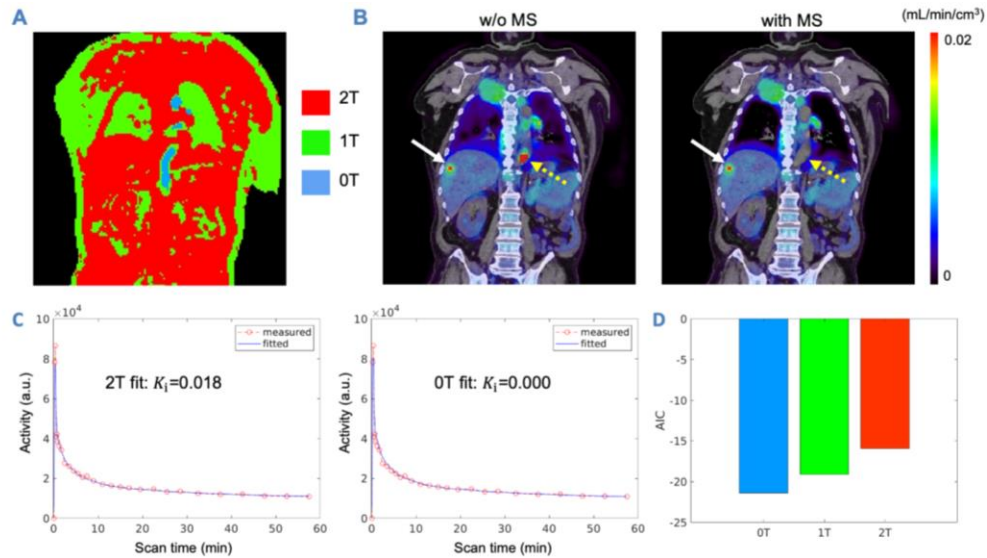 A
2T
1T
0T
B
w/o MS
with MS
(mL/min/cm³)
0.02
0
C
×10⁴
10
8
6
4
2
0
Activity (a.u.)
measured
fitted
2T fit: Kᵢ=0.018
0 10 20 30 40 50 60
Scan time (min)
×10⁴
10
8
6
4
2
0
Activity (a.u.)
measured
fitted
0T fit: Kᵢ=0.000
0 10 20 30 40 50 60
Scan time (min)
D
0
-5
-10
-15
-20
-25
AIC
0T 1T 2T